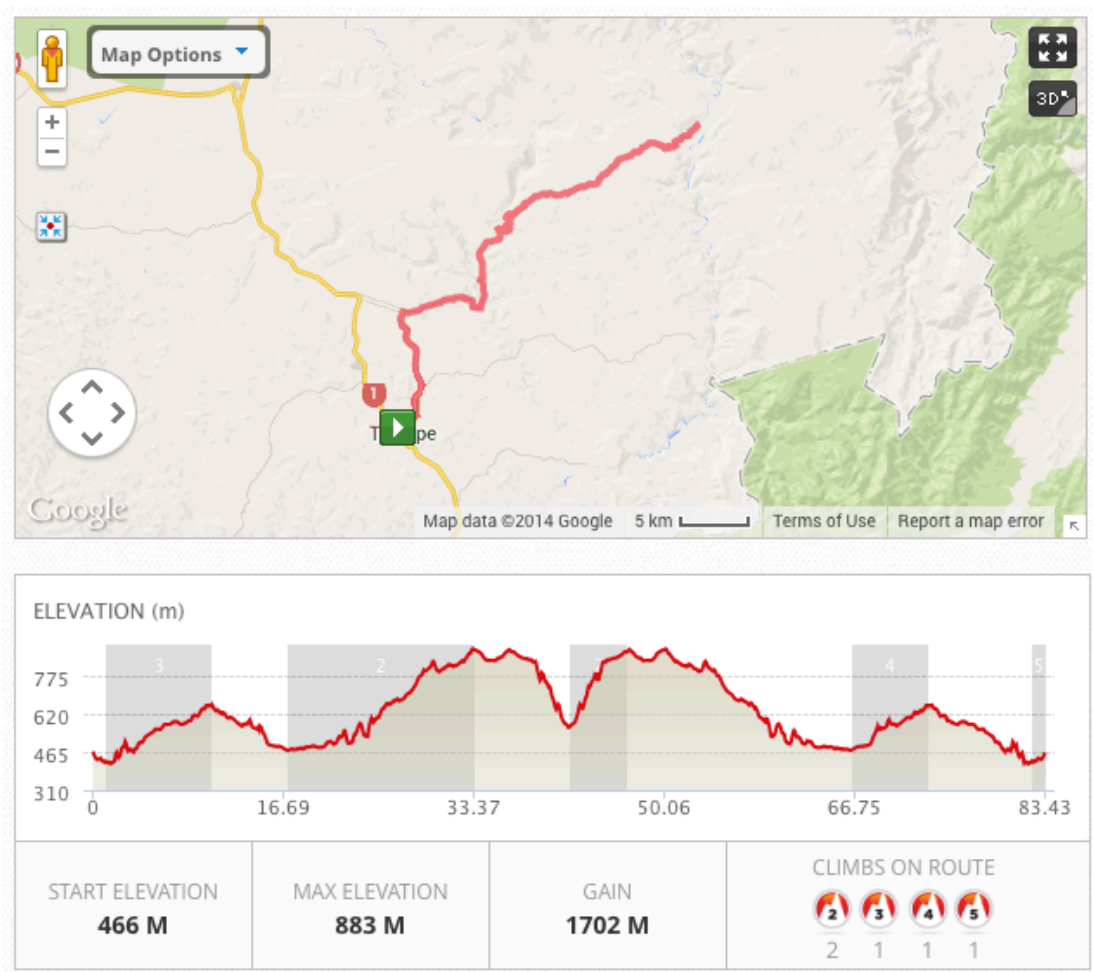 Map Options
3D
1
T pe
Google
Map data ©2014 Google
5 km
Terms of Use
Report a map error
ELEVATION (m)
3
2
4
5
775
620
465
310
0
16.69
33.37
50.06
66.75
83.43
START ELEVATION
466 M
MAX ELEVATION
883 M
GAIN
1702 M
CLIMBS ON ROUTE
2 3 4 5
2 1 1 1